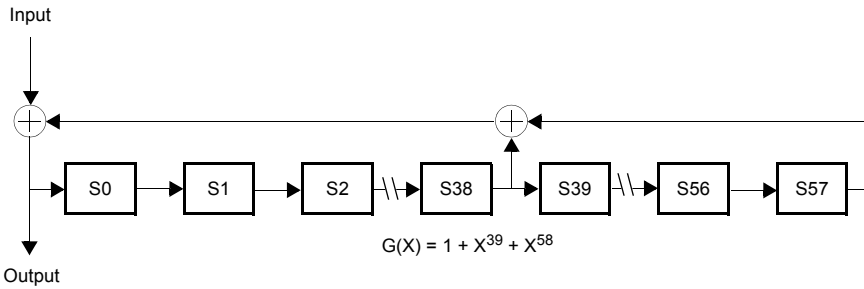 Input
S0 S1 S2 S38 S39 S56 S57
G(X) = 1 + X³⁹ + X⁵⁸
Output